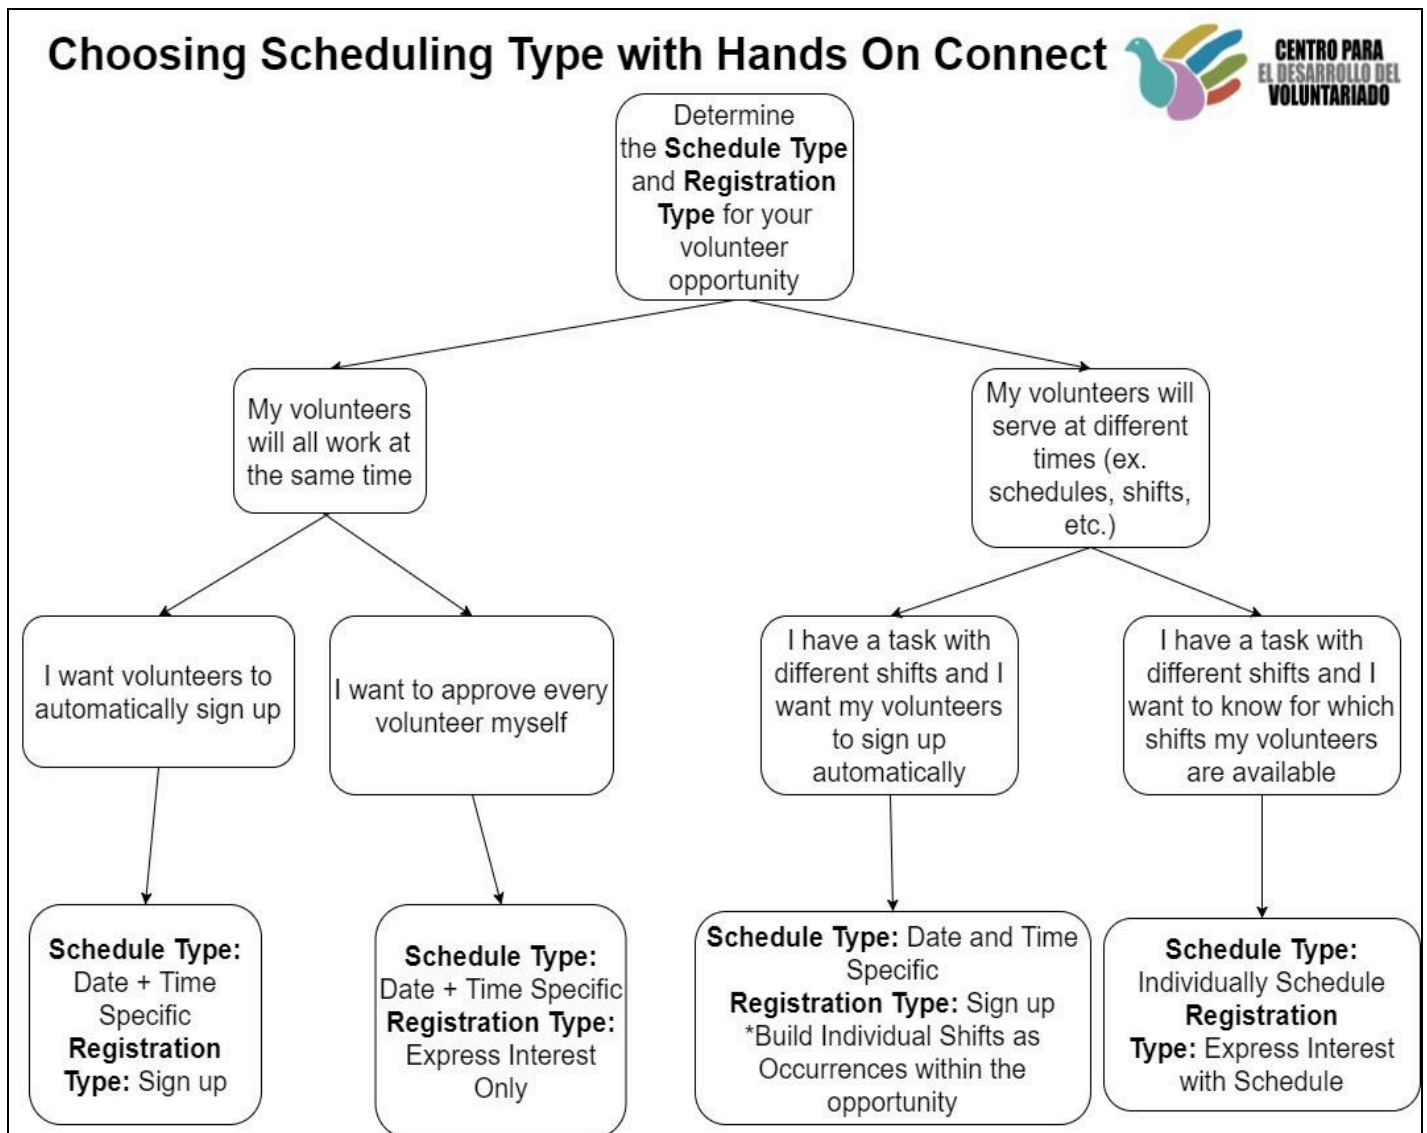 Choosing Scheduling Type with Hands On Connect
CENTRO PARA
EL DESARROLLO DEL
VOLUNTARIADO
Determine
the Schedule Type
and Registration
Type for your
volunteer
opportunity
My volunteers
will all work at
the same time
My volunteers will
serve at different
times (ex.
schedules, shifts,
etc.)
I want volunteers to
automatically sign up
I want to approve every
volunteer myself
I have a task with
different shifts and I
want my volunteers
to sign up
automatically
I have a task with
different shifts and I
want to know for which
shifts my volunteers
are available
Schedule Type:
Date + Time
Specific
Registration
Type: Sign up
Schedule Type:
Date + Time Specific
Registration Type:
Express Interest
Only
Schedule Type: Date and Time
Specific
Registration Type: Sign up
*Build Individual Shifts as
Occurrences within the
opportunity
Schedule Type:
Individually Schedule
Registration
Type: Express Interest
with Schedule